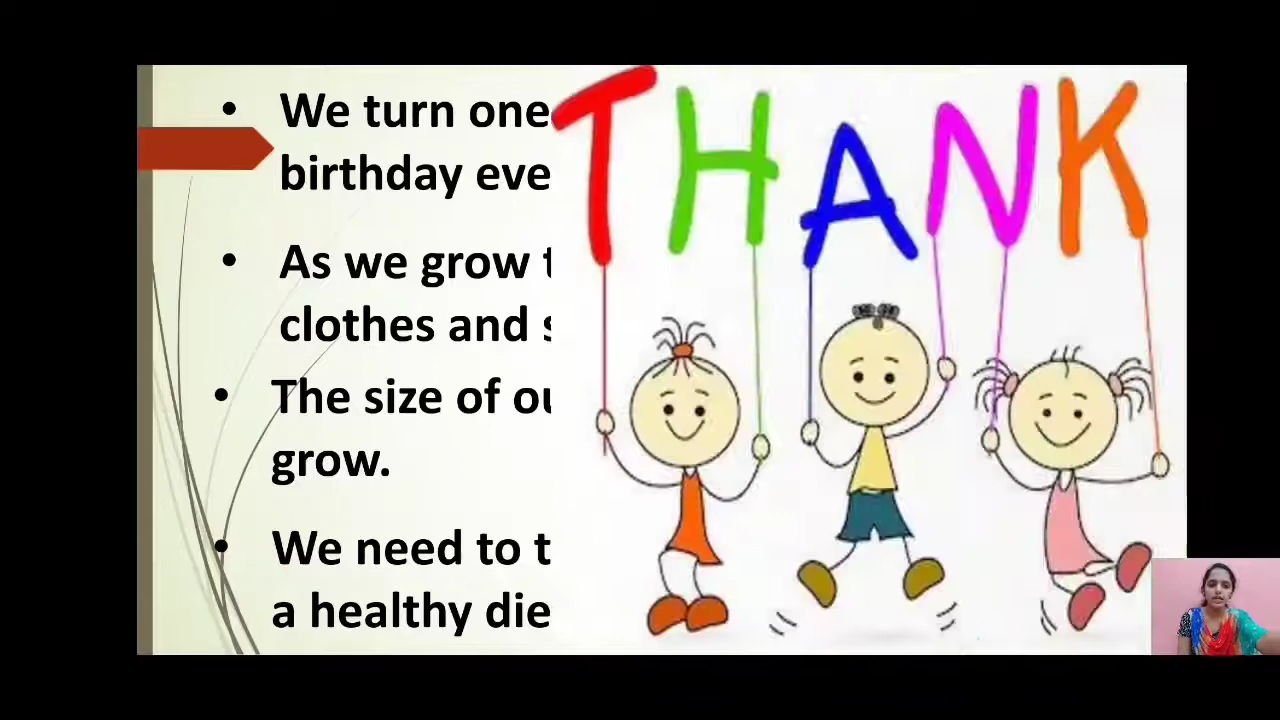 • We turn one
birthday eve
• As we grow
clothes and
• The size of
grow.
• We need to
a healthy die
THANK